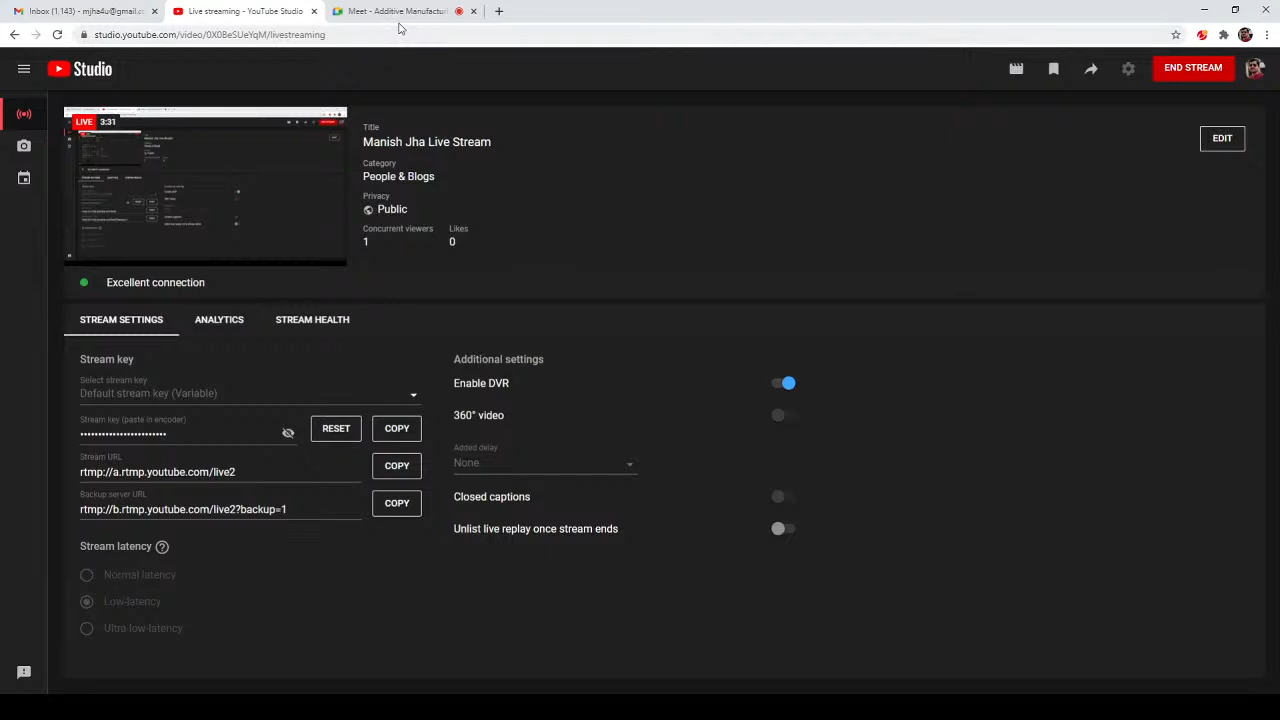 Inbox (1,143) - mjha4u@gmail.c
Live streaming - YouTube Studio
Meet - Additive Manufactur
studio.youtube.com/video/0X0BeSUeYqM/livestreaming
Studio
END STREAM
LIVE 3:31
Title
Manish Jha Live Stream
EDIT
Category
People & Blogs
Privacy
Public
Concurrent viewers
Likes
1
0
Excellent connection
STREAM SETTINGS
ANALYTICS
STREAM HEALTH
Stream key
Select stream key
Default stream key (Variable)
Stream key (paste in encoder)
RESET
COPY
Stream URL
rtmp://a.rtmp.youtube.com/live2
COPY
Backup server URL
rtmp://b.rtmp.youtube.com/live2?backup=1
COPY
Stream latency
Normal latency
Low-latency
Ultra low-latency
Additional settings
Enable DVR
360° video
Added delay
None
Closed captions
Unlist live replay once stream ends